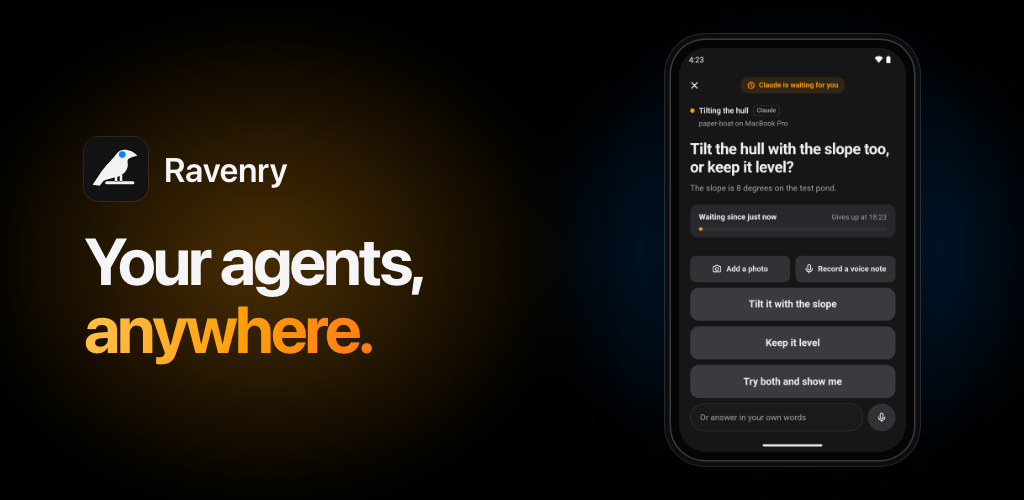 Ravenry
Your agents,
anywhere.
4:23
Claude is waiting for you
Tilting the hull Claude
paper-boat on MacBook Pro
Tilt the hull with the slope too,
or keep it level?
The slope is 8 degrees on the test pond.
Waiting since just now Gives up at 18:23
Add a photo Record a voice note
Tilt it with the slope
Keep it level
Try both and show me
Or answer in your own words